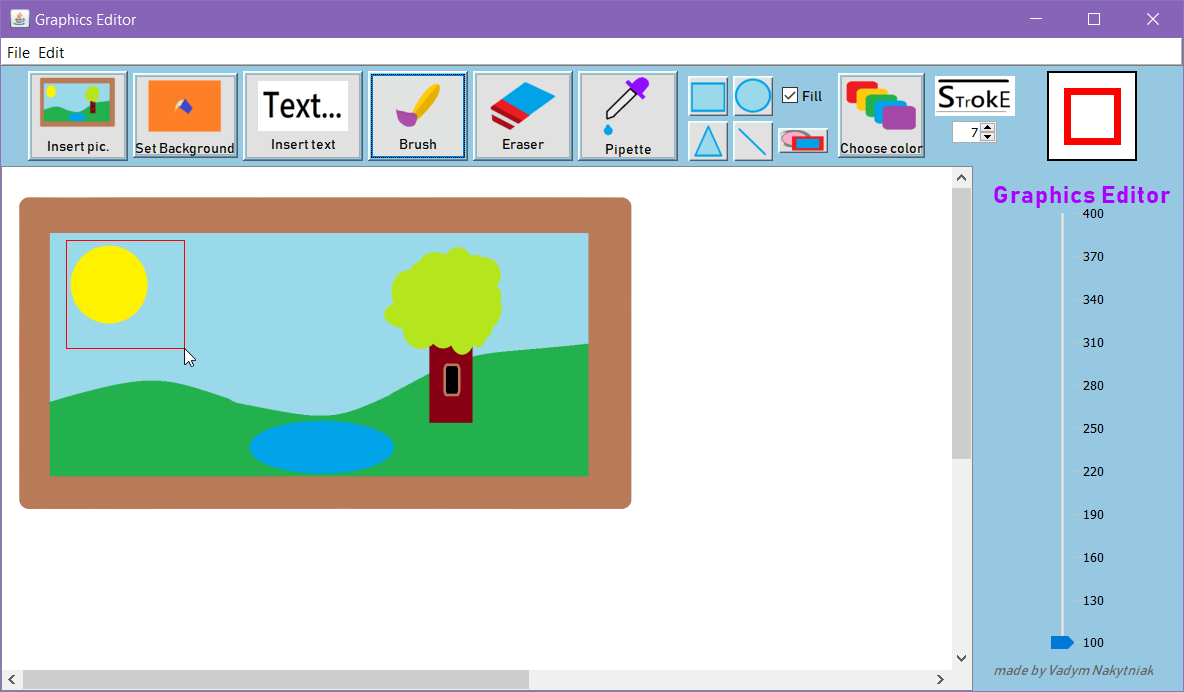 Graphics Editor
File Edit
Insert pic.
Set Background
Text...
Insert text
Brush
Eraser
Pipette
Fill
Choose color
StrokE
7
Graphics Editor
400
370
340
310
280
250
220
190
160
130
100
made by Vadym Nakytniak